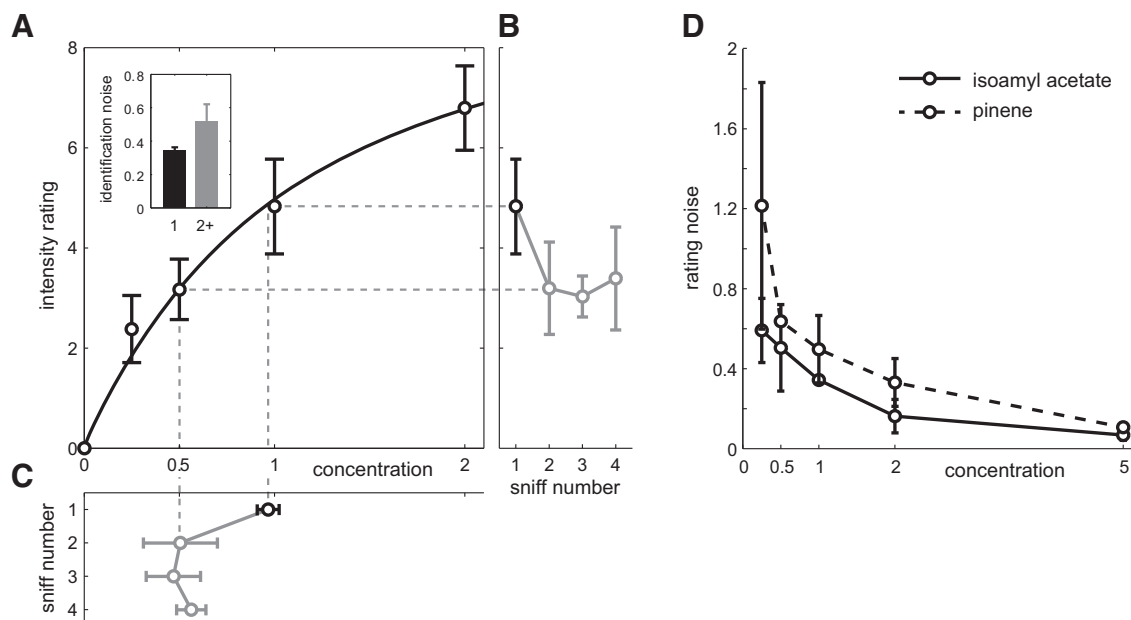 A
B
D
8
6
4
2
0
intensity rating
0.8
0.6
0.4
0.2
0
identification noise
1 2+
0 0.5 1 concentration 2
1 2 3 4
sniff number
2
1.6
1.2
0.8
0.4
0
rating noise
isoamyl acetate
pinene
0 0.5 1 2 concentration 5
C
1
2
3
4
sniff number